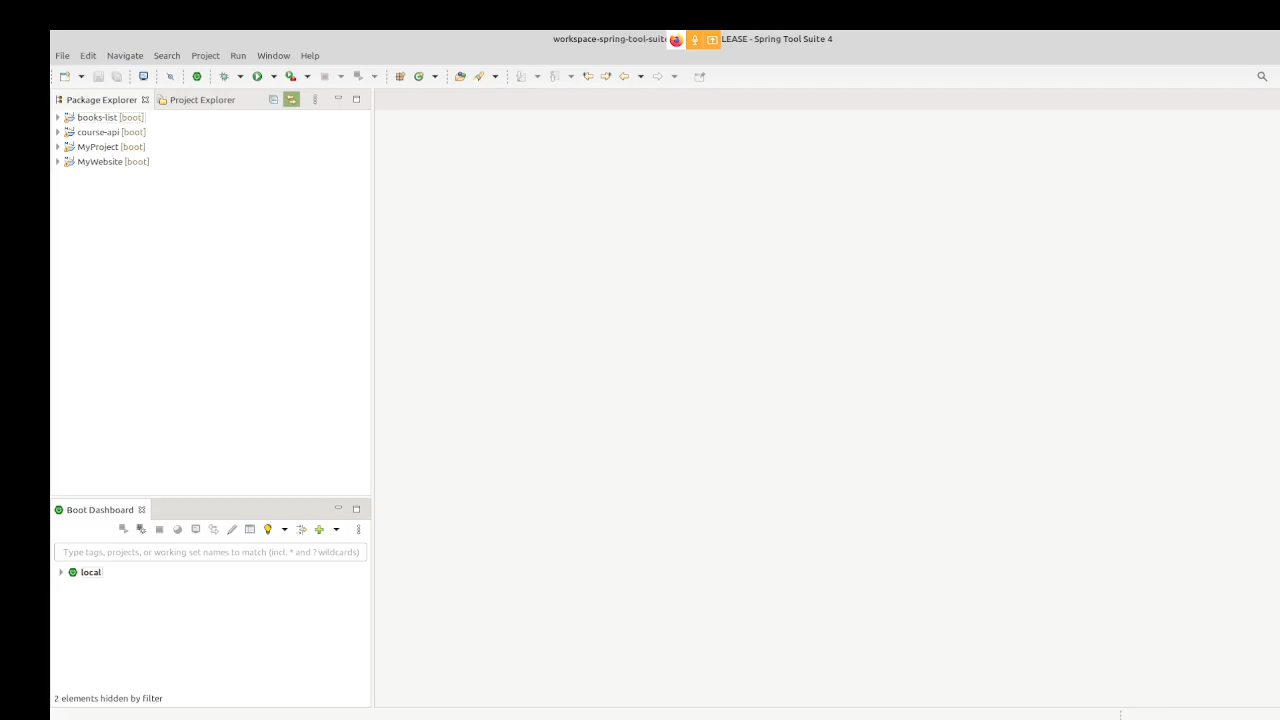 workspace-spring-tool-suit LEASE - Spring Tool Suite 4
File Edit Navigate Search Project Run Window Help
Package Explorer Project Explorer
books-list [boot]
course-api [boot]
MyProject [boot]
MyWebsite [boot]
Boot Dashboard
Type tags, projects, or working set names to match (incl. * and ? wildcards)
local
2 elements hidden by filter